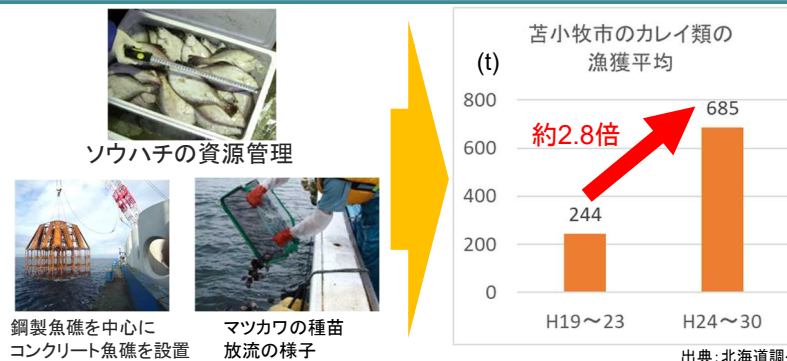 ソウハチの資源管理
鋼製魚礁を中心に
コンクリート魚礁を設置
マツカワの種苗
放流の様子
苫小牧市のカレイ類の
漁獲平均
(t)
800
600
400
200
0
約2.8倍
244
685
H19～23
H24～30
出典：北海道調